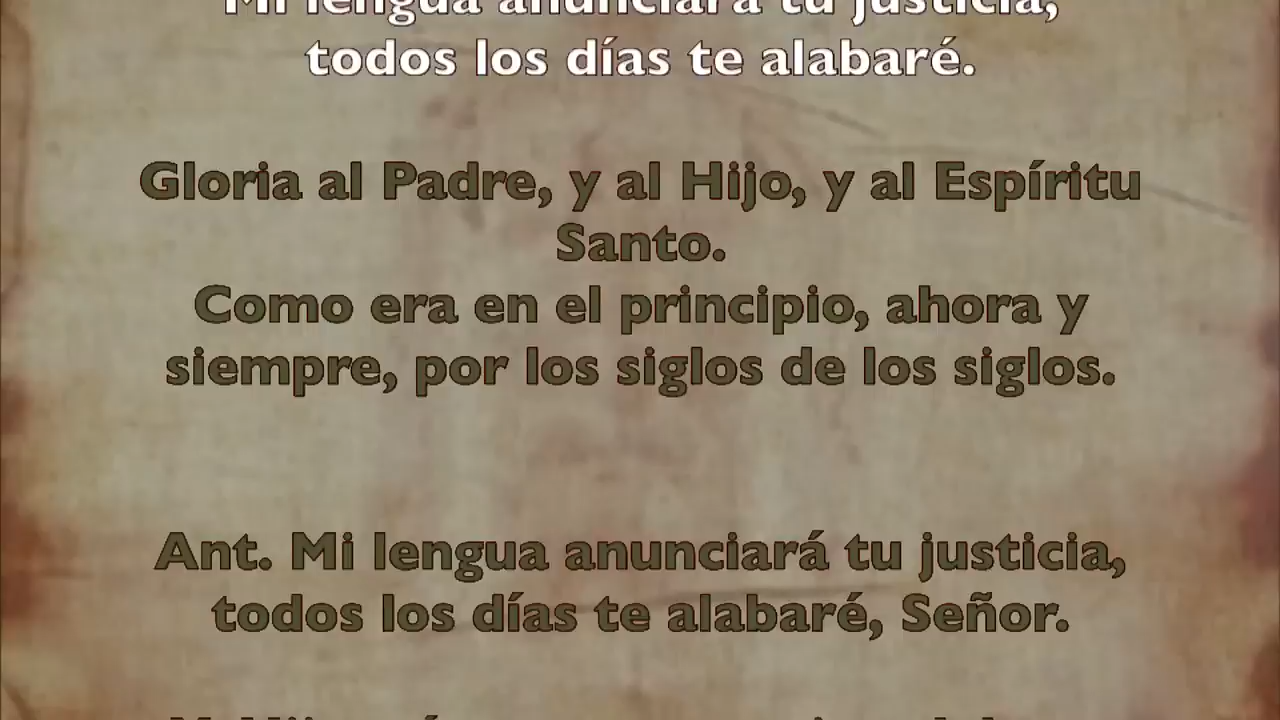 Mi lengua anunciará tu justicia,
todos los días te alabaré.
Gloria al Padre, y al Hijo, y al Espíritu
Santo.
Como era en el principio, ahora y
siempre, por los siglos de los siglos.
Ant. Mi lengua anunciará tu justicia,
todos los días te alabaré, Señor.